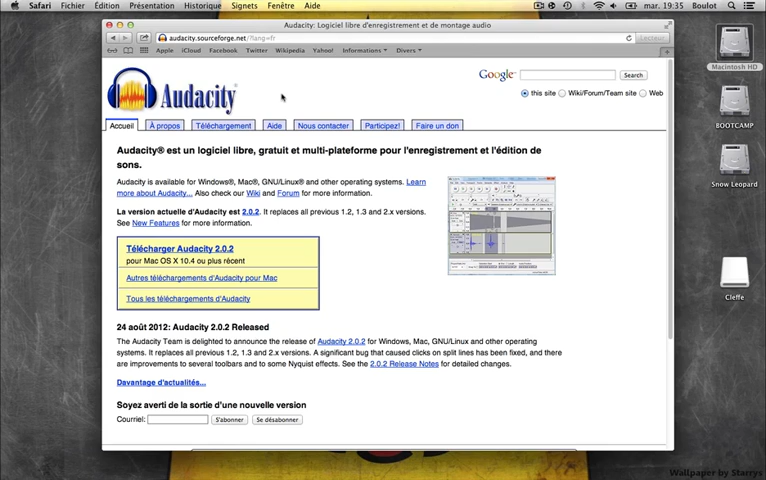 Safari Fichier Édition Présentation Historique Signets Fenêtre Aide mar. 19:35 Boulot
Audacity: Logiciel libre d'enregistrement et de montage audio
audacity.sourceforge.net/?lang=fr
Lecteur
Apple iCloud Facebook Twitter Wikipedia Yahoo! Informations Divers
Audacity®
Google™ Search
this site Wiki/Forum/Team site Web
Accueil À propos Téléchargement Aide Nous contacter Participez! Faire un don
Audacity® est un logiciel libre, gratuit et multi-plateforme pour l'enregistrement et l'édition de
sons.
Audacity is available for Windows®, Mac®, GNU/Linux® and other operating systems. Learn
more about Audacity... Also check our Wiki and Forum for more information.
La version actuelle d'Audacity est 2.0.2. It replaces all previous 1.2, 1.3 and 2.x versions.
See New Features for more information.
Télécharger Audacity 2.0.2
pour Mac OS X 10.4 ou plus récent
Autres téléchargements d'Audacity pour Mac
Tous les téléchargements d'Audacity
24 août 2012: Audacity 2.0.2 Released
The Audacity Team is delighted to announce the release of Audacity 2.0.2 for Windows, Mac, GNU/Linux and other operating
systems. It replaces all previous 1.2, 1.3 and 2.x versions. A significant bug that caused clicks on split lines has been fixed, and there
are improvements to several toolbars and to some Nyquist effects. See the 2.0.2 Release Notes for detailed changes.
Davantage d'actualités...
Soyez averti de la sortie d'une nouvelle version
Courriel: S'abonner Se désabonner
Macintosh HD
BOOTCAMP
Snow Leopard
Cleffe
Wallpaper by Starrys